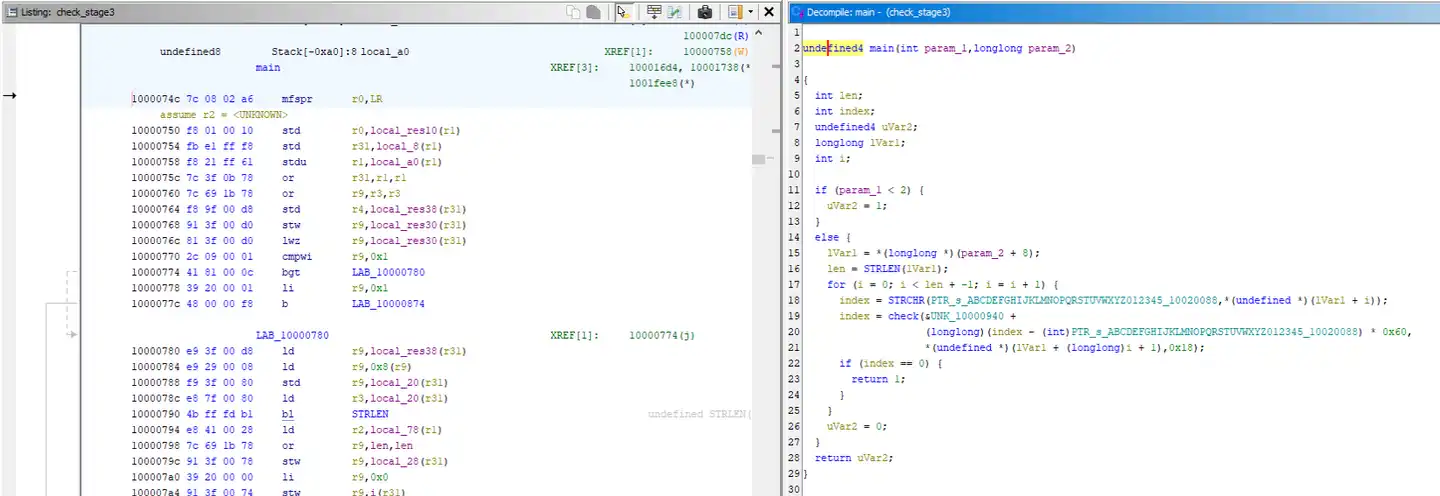 Listing: check_stage3
100007dc(R)
undefined8 Stack[-0xa0]:8 local_a0 XREF[1]: 10000758(W)
main XREF[3]: 100016d4, 10001738(*
1001fee8(*)
1000074c 7c 08 02 a6 mfspr r0,LR
assume r2 = <UNKNOWN>
10000750 f8 01 00 10 std r0,local_res10(r1)
10000754 fb e1 ff f8 std r31,local_8(r1)
10000758 f8 21 ff 61 stdu r1,local_a0(r1)
1000075c 7c 3f 0b 78 or r31,r1,r1
10000760 7c 69 1b 78 or r9,r3,r3
10000764 f8 9f 00 d8 std r4,local_res38(r31)
10000768 91 3f 00 d0 stw r9,local_res30(r31)
1000076c 81 3f 00 d0 lwz r9,local_res30(r31)
10000770 2c 09 00 01 cmpwi r9,0x1
10000774 41 81 00 0c bgt LAB_10000780
10000778 39 20 00 01 li r9,0x1
1000077c 48 00 00 f8 b LAB_10000874
LAB_10000780 XREF[1]: 10000774(j)
10000780 e9 3f 00 d8 ld r9,local_res38(r31)
10000784 e9 29 00 08 ld r9,0x8(r9)
10000788 f9 3f 00 80 std r9,local_20(r31)
1000078c e8 7f 00 80 ld r3,local_20(r31)
10000790 4b ff fd b1 bl STRLEN undefined STRLEN(
10000794 e8 41 00 28 ld r2,local_78(r1)
10000798 7c 69 1b 78 or r9,len,len
1000079c 91 3f 00 78 stw r9,local_28(r31)
100007a0 39 20 00 00 li r9,0x0
100007a4 91 3f 00 74 stw r9,i(r31)
Decompile: main - (check_stage3)
1
2 undefined4 main(int param_1,longlong param_2)
3
4 {
5 int len;
6 int index;
7 undefined4 uVar2;
8 longlong lVar1;
9 int i;
10
11 if (param_1 < 2) {
12 uVar2 = 1;
13 }
14 else {
15 lVar1 = *(longlong *)(param_2 + 8);
16 len = STRLEN(lVar1);
17 for (i = 0; i < len + -1; i = i + 1) {
18 index = STRCHR(PTR_s_ABCDEFGHIJKLMNOPQRSTUVWXYZ012345_10020088,*(undefined *)(lVar1 + i));
19 index = check(&UNK_10000940 +
20 (longlong)(index - (int)PTR_s_ABCDEFGHIJKLMNOPQRSTUVWXYZ012345_10020088) * 0x60,
21 *(undefined *)(lVar1 + (longlong)i + 1),0x18);
22 if (index == 0) {
23 return 1;
24 }
25 }
26 uVar2 = 0;
27 }
28 return uVar2;
29 }
30